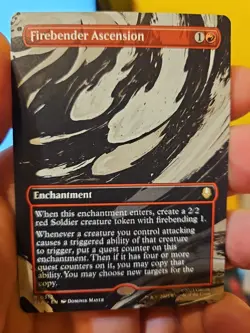 Firebender Ascension 1
Enchantment
When this enchantment enters, create a 2/2
red Soldier creature token with firebending 1.
Whenever a creature you control attacking
causes a triggered ability of that creature
to trigger, put a quest counter on this
enchantment. Then if it has four or more
quest counters on it, you may copy that
ability. You may choose new targets for the
copy.